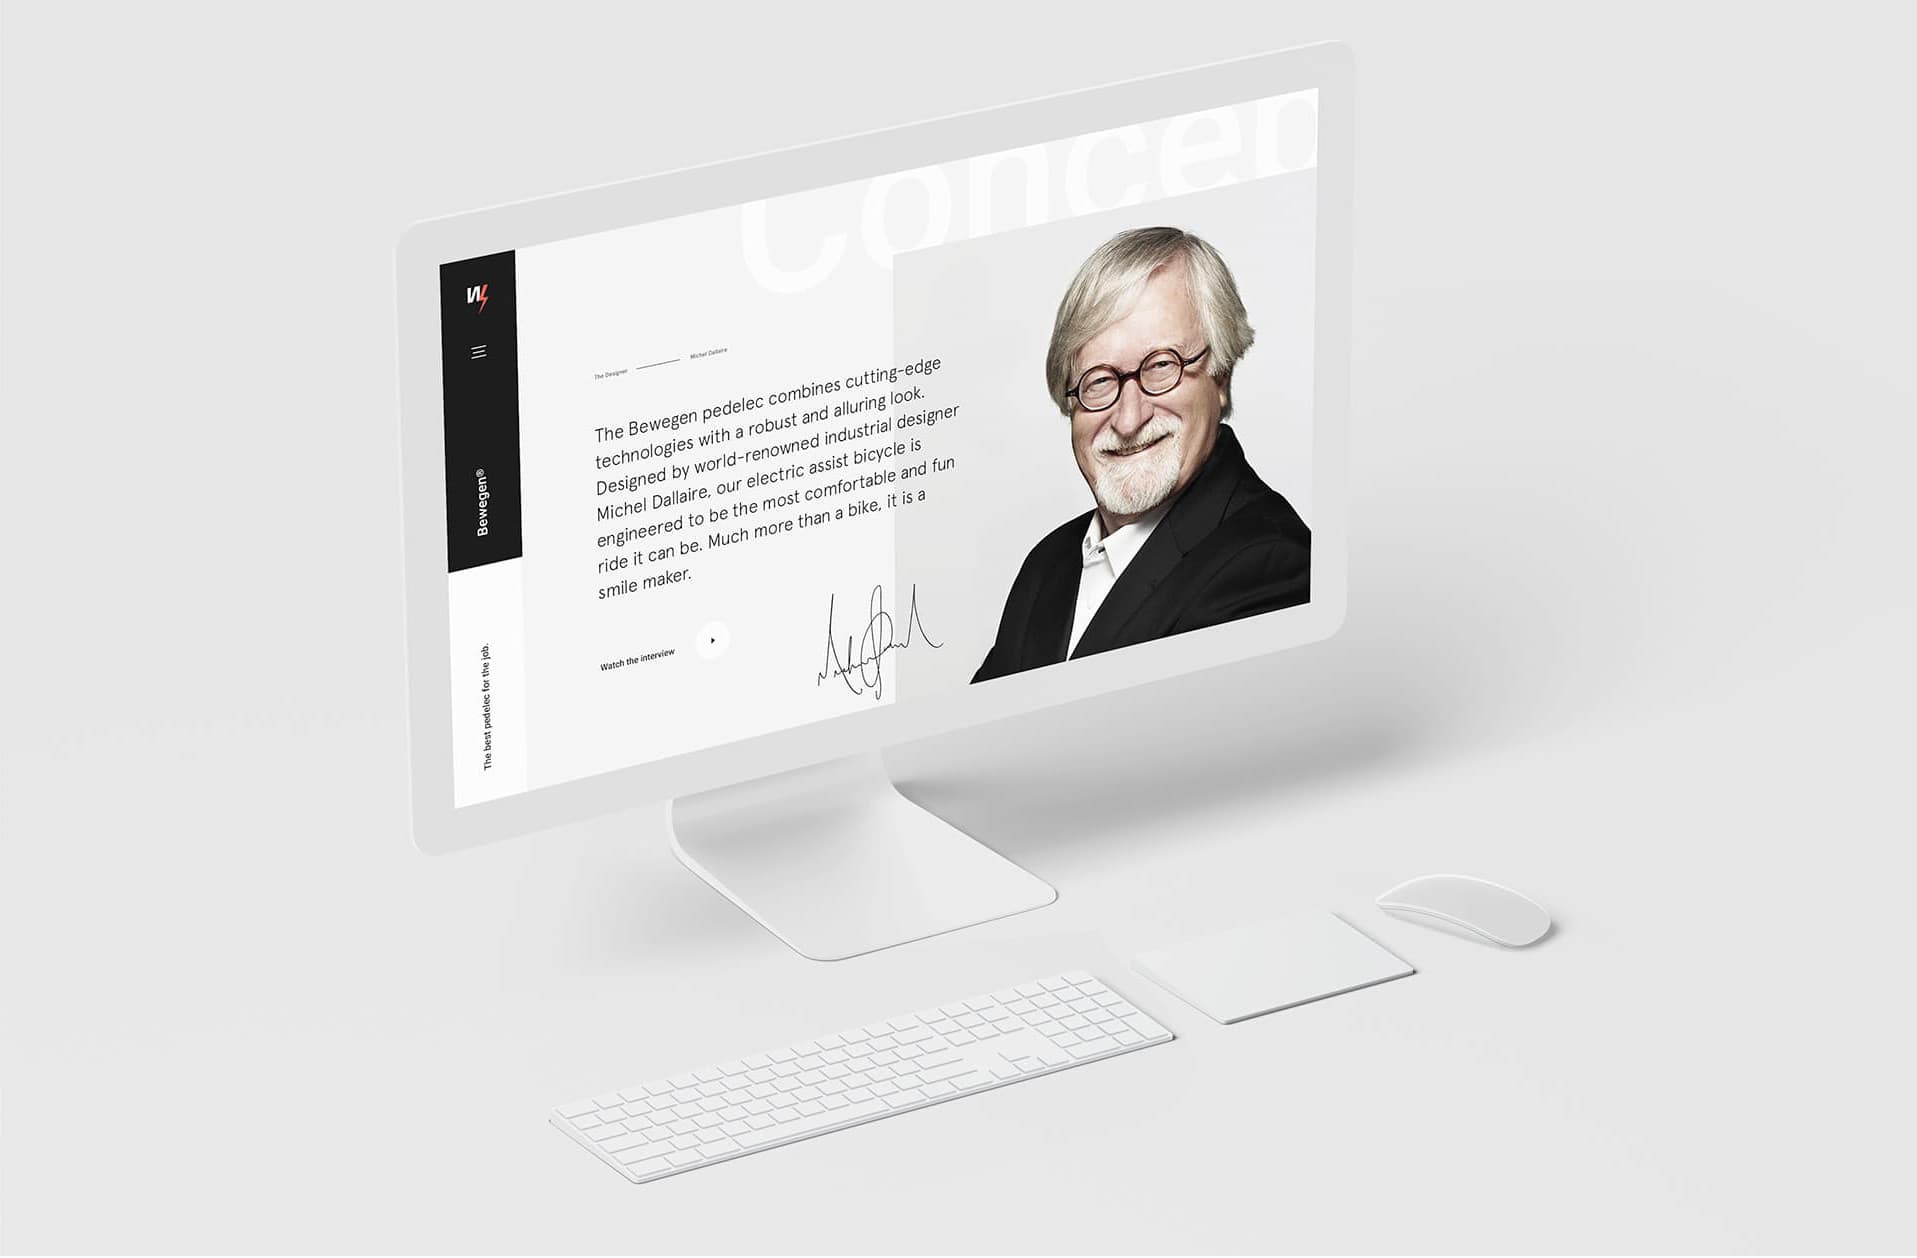 Concep
The Designer
Michel Dallaire
The Bewegen pedelec combines cutting-edge
technologies with a robust and alluring look.
Designed by world-renowned industrial designer
Michel Dallaire, our electric assist bicycle is
engineered to be the most comfortable and fun
ride it can be. Much more than a bike, it is a
smile maker.
Watch the interview
Bewegen®
The best pedelec for the job.